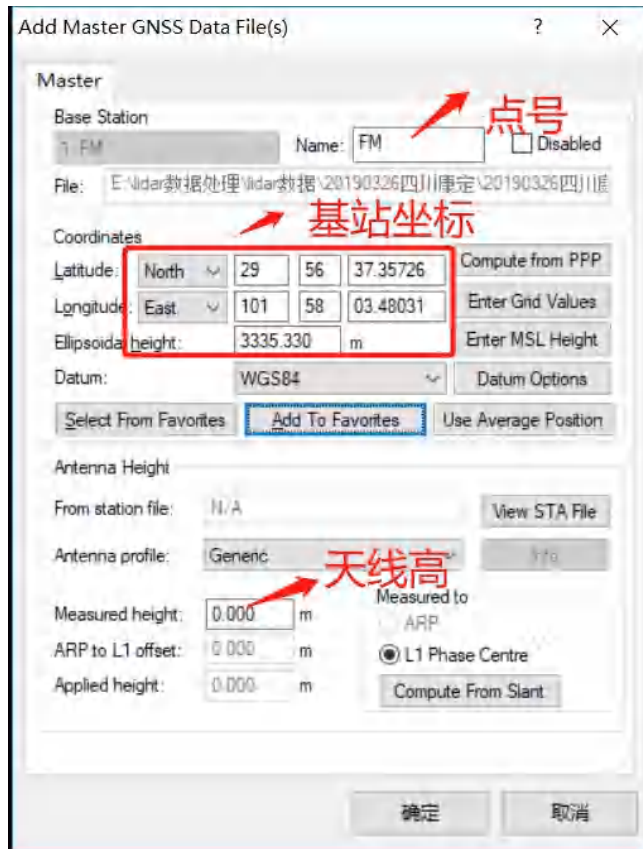 Add Master GNSS Data File(s) ? ×
Master
点号
Base Station
1: FM Name: FM Disabled
File: E:\lidar数据处理\lidar数据\20190326四川康定\20190326四川
基站坐标
Coordinates
Latitude: North 29 56 37.35726 Compute from PPP
Longitude: East 101 58 03.48031 Enter Grid Values
Ellipsoidal height: 3335.330 m Enter MSL Height
Datum: WGS84 Datum Options
Select From Favorites Add To Favorites Use Average Position
Antenna Height
From station file: N/A View STA File
Antenna profile: Generic Info
天线高
Measured to
Measured height: 0.000 m ARP
ARP to L1 offset: 0.000 m L1 Phase Centre
Applied height: 0.000 m Compute From Slant
确定 取消